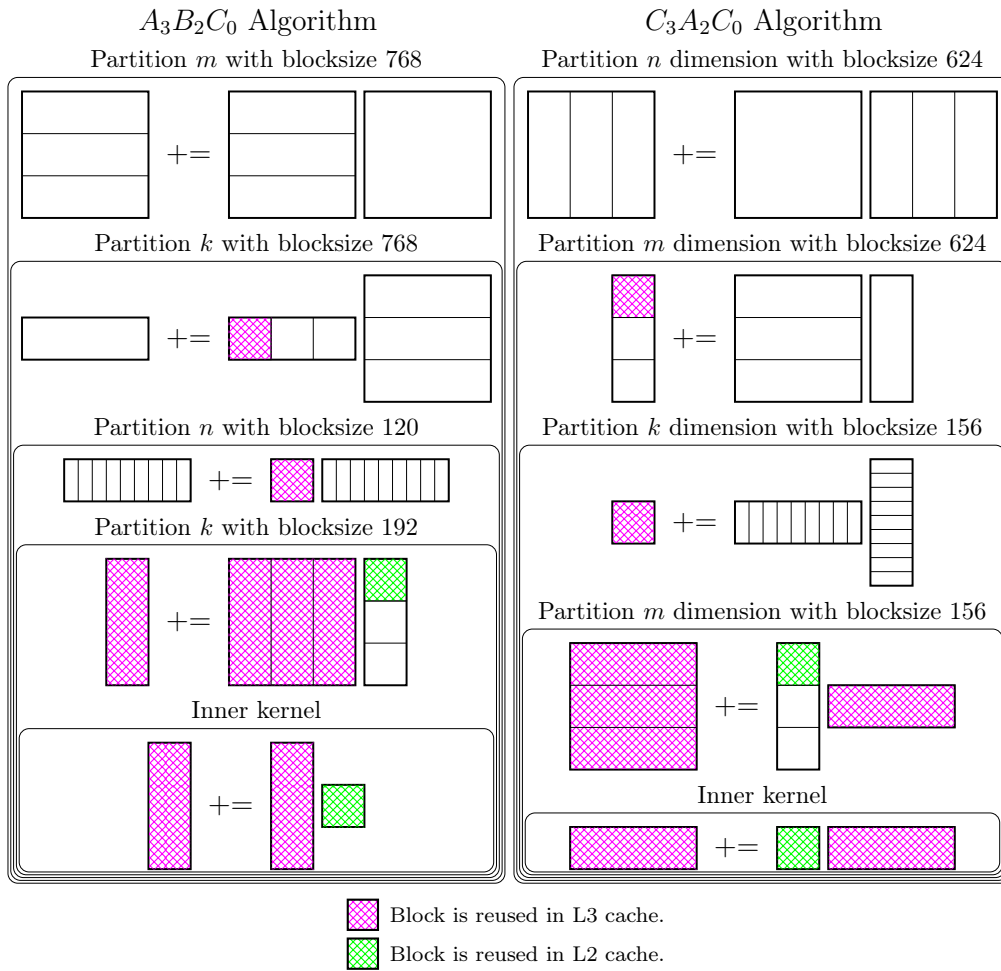 A₃B₂C₀ Algorithm
Partition m with blocksize 768
+=
Partition k with blocksize 768
+=
Partition n with blocksize 120
+=
Partition k with blocksize 192
+=
Inner kernel
+=
C₃A₂C₀ Algorithm
Partition n dimension with blocksize 624
+=
Partition m dimension with blocksize 624
+=
Partition k dimension with blocksize 156
+=
Partition m dimension with blocksize 156
+=
Inner kernel
+=
Block is reused in L3 cache.
Block is reused in L2 cache.